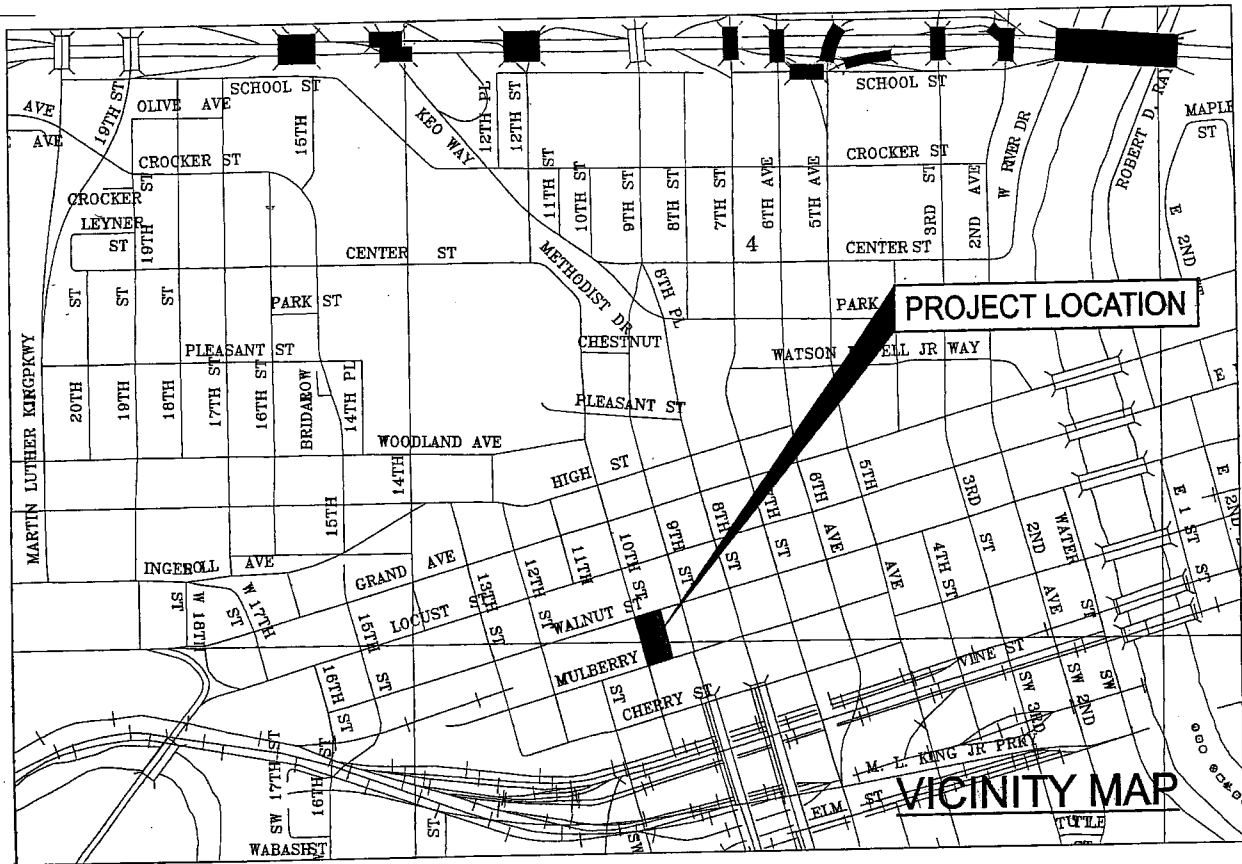 SCHOOL ST
SCHOOL ST
AVE
AVE
19TH ST
OLIVE AVE
15TH
KEO WAY
12TH PL
12TH ST
MAPLE
ST
ROBERT D. RAY
W RIVER DR
CROCKER ST
CROCKER ST
CROCKER
LEYNER
ST
19TH ST
11TH ST
10TH ST
9TH ST
8TH ST
7TH ST
6TH AVE
5TH AVE
3RD ST
2ND AVE
E 2ND
CENTER ST
4
CENTER ST
METHODIST DR
8TH PL
PARK ST
PARK
PROJECT LOCATION
CHESTNUT
PLEASANT ST
WATSON
ELL JR WAY
MARTIN LUTHER KINGPKWY
20TH ST
19TH ST
18TH ST
17TH ST
16TH ST
14TH PL
PLEASANT ST
WOODLAND AVE
14TH
15TH
HIGH ST
INGERSOLL AVE
W 18TH ST
W 17TH ST
GRAND AVE
LOCUST ST
15TH ST
13TH ST
12TH ST
11TH
10TH ST
9TH ST
8TH ST
7TH ST
6TH AVE
5TH AVE
4TH ST
3RD ST
2ND AVE
WATER ST
E 1 ST ST
E 2ND
WALNUT ST
MULBERRY ST
CHERRY ST
VINE ST
16TH ST
SW 3RD
SW 2ND
SW
M. L. KING JR PRKY
ELM ST
VICINITY MAP
SW 17TH ST
16TH ST
WABASH ST
ST
SW
TUTTLE
ST